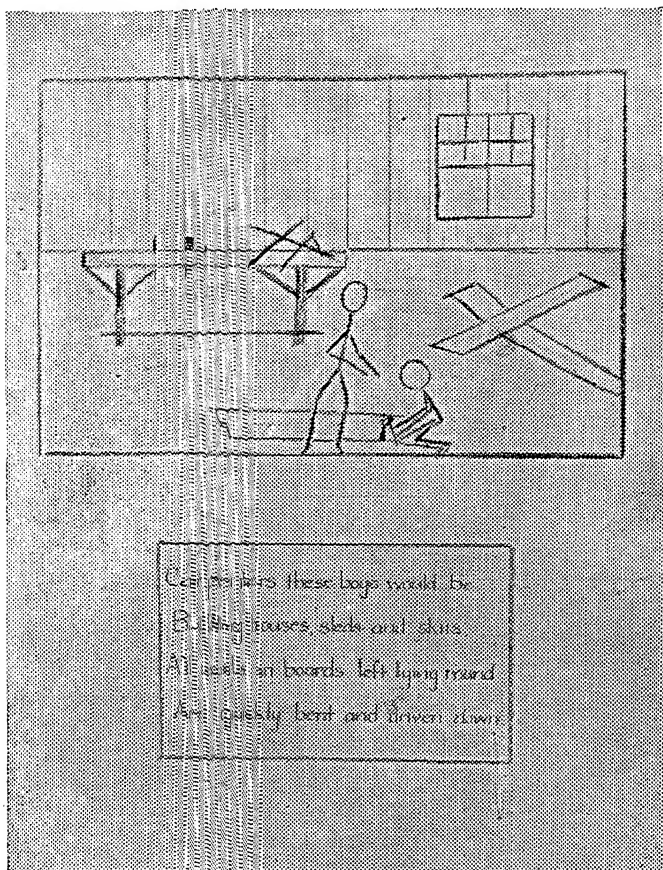 Carpenters these boys would be
Building houses, sleds and skiis
All nails in boards left lying round
Are quickly bent and driven down